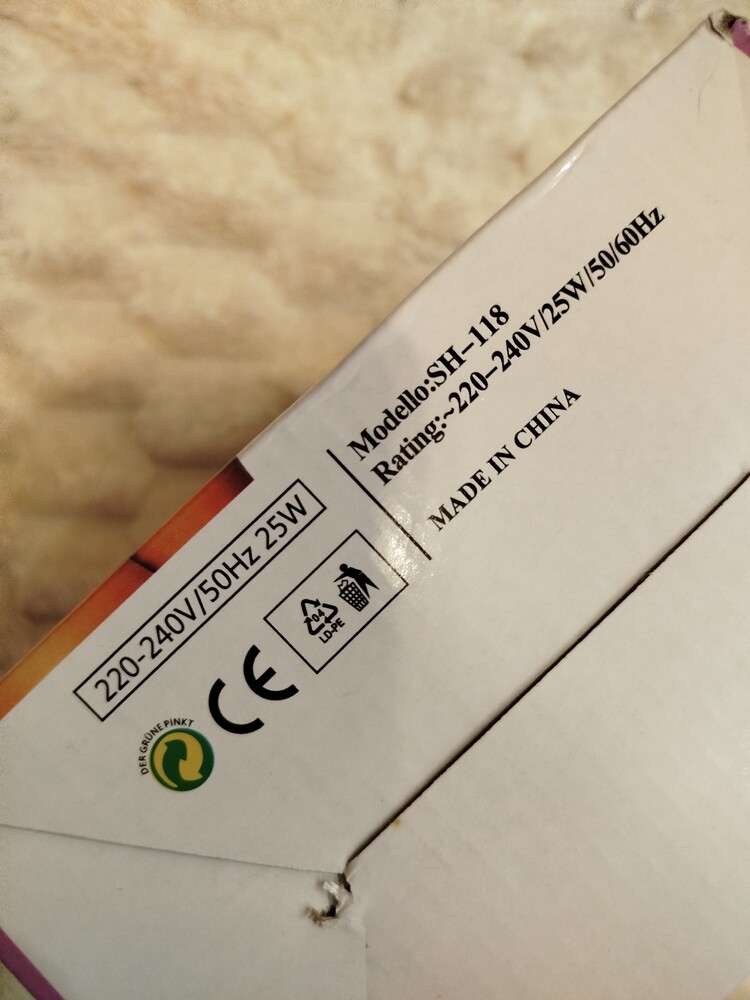 Modello:SH-118
Rating:~220-240V/25W/50/60Hz
MADE IN CHINA
220-240V/50Hz 25W
04
LD-PE
CE
DER GRÜNE PINKT